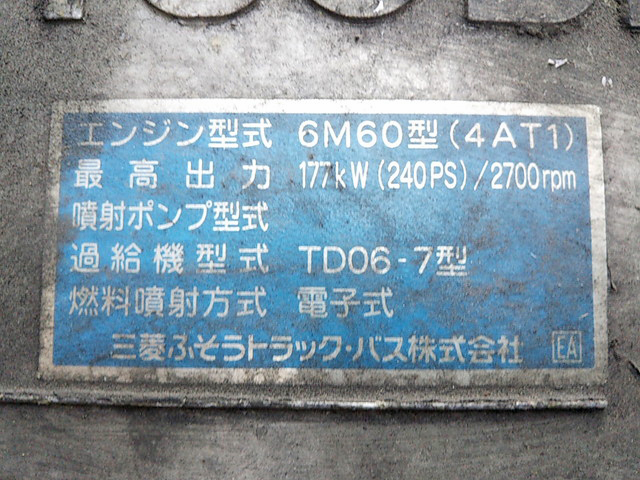 エンジン型式 6M60型(4AT1)
最高出力 177kW(240PS)/2700rpm
噴射ポンプ型式
過給機型式 TD06-7型
燃料噴射方式 電子式
三菱ふそうトラック・バス株式会社 EA